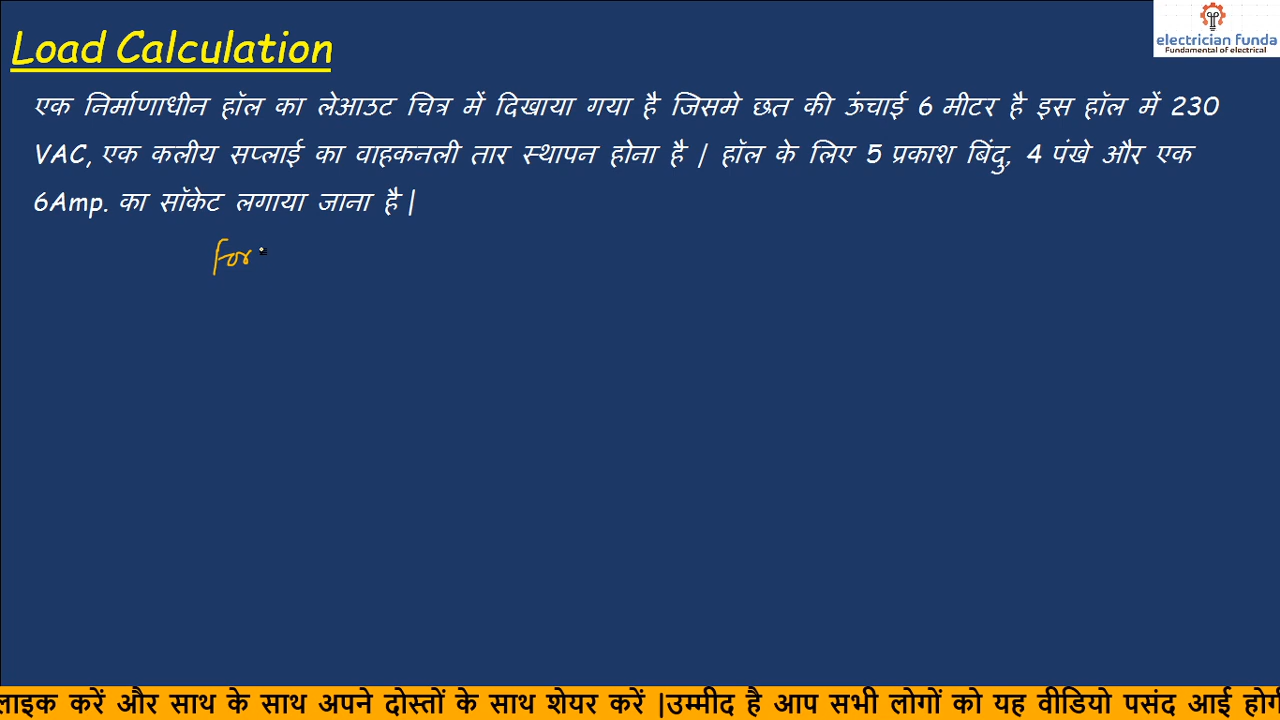 Load Calculation
electrician funda
Fundamental of electrical
एक निर्माणाधीन हॉल का लेआउट चित्र में दिखाया गया है जिसमे छत की ऊंचाई 6 मीटर है इस हॉल में 230
VAC, एक कलीय सप्लाई का वाहकनली तार स्थापन होना है | हॉल के लिए 5 प्रकाश बिंदु, 4 पंखे और एक
6Amp. का सॉकेट लगाया जाना है |
For
लाइक करें और साथ के साथ अपने दोस्तों के साथ शेयर करें |उम्मीद है आप सभी लोगों को यह वीडियो पसंद आई होगी